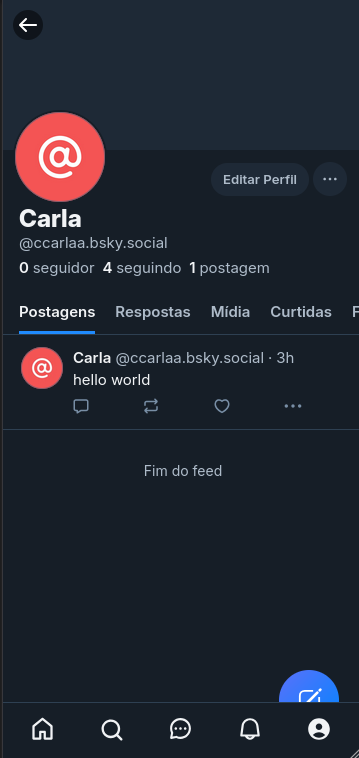 @
Editar Perfil
Carla
@ccarlaa.bsky.social
0 seguidor 4 seguindo 1 postagem
Postagens Respostas Mídia Curtidas F
@
Carla @ccarlaa.bsky.social · 3h
hello world
Fim do feed